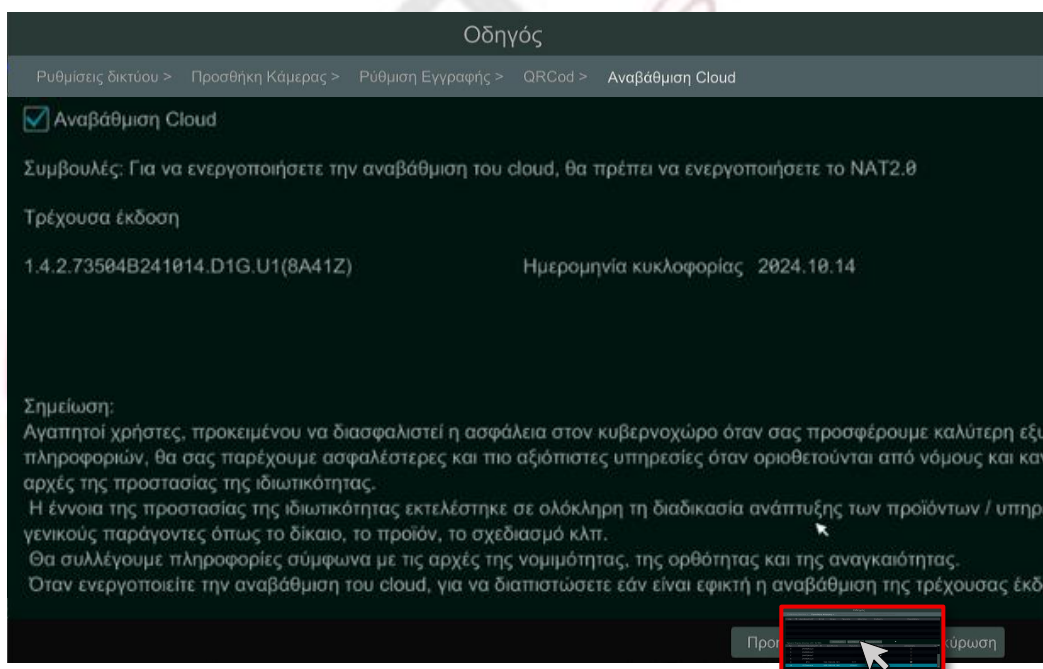 Οδηγός
Ρυθμίσεις δικτύου > Προσθήκη Κάμερας > Ρύθμιση Εγγραφής > QRCod > Αναβάθμιση Cloud
Αναβάθμιση Cloud
Συμβουλές: Για να ενεργοποιήσετε την αναβάθμιση του cloud, θα πρέπει να ενεργοποιήσετε το NAT2.0
Τρέχουσα έκδοση
1.4.2.73504B241014.D1G.U1(8A41Z) Ημερομηνία κυκλοφορίας 2024.10.14
Σημείωση:
Αγαπητοί χρήστες, προκειμένου να διασφαλιστεί η ασφάλεια στον κυβερνοχώρο όταν σας προσφέρουμε καλύτερη εξυ
πληροφοριών, θα σας παρέχουμε ασφαλέστερες και πιο αξιόπιστες υπηρεσίες όταν οριοθετούνται από νόμους και καν
αρχές της προστασίας της ιδιωτικότητας.
Η έννοια της προστασίας της ιδιωτικότητας εκτελέστηκε σε ολόκληρη τη διαδικασία ανάπτυξης των προϊόντων / υπηρ
γενικούς παράγοντες όπως το δίκαιο, το προϊόν, το σχεδιασμό κλπ.
Θα συλλέγουμε πληροφορίες σύμφωνα με τις αρχές της νομιμότητας, της ορθότητας και της αναγκαιότητας.
Όταν ενεργοποιείτε την αναβάθμιση του cloud, για να διαπιστώσετε εάν είναι εφικτή η αναβάθμιση της τρέχουσας έκδ
Προ κύρωση